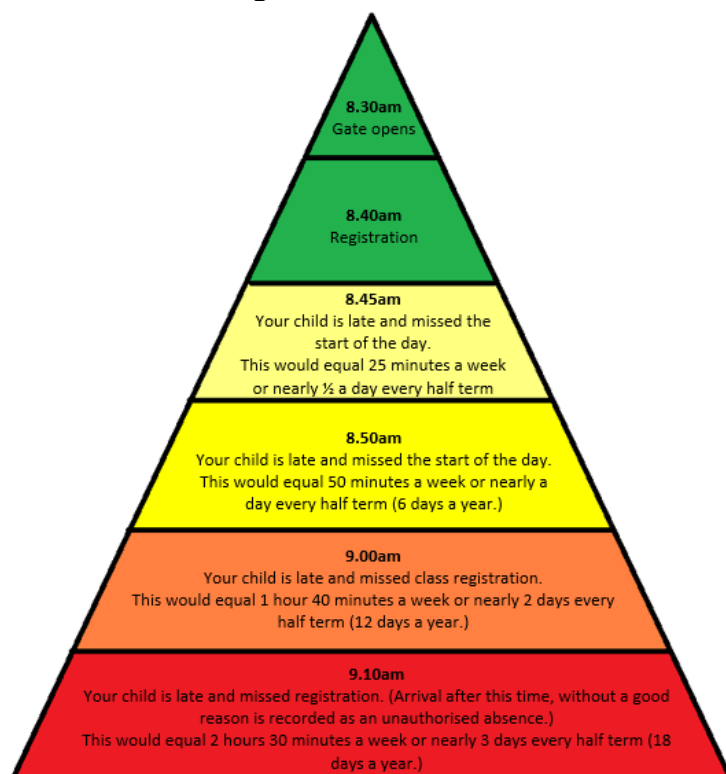 8.30am
Gate opens
8.40am
Registration
8.45am
Your child is late and missed the
start of the day.
This would equal 25 minutes a week
or nearly ½ a day every half term
8.50am
Your child is late and missed the start of the day.
This would equal 50 minutes a week or nearly a
day every half term (6 days a year.)
9.00am
Your child is late and missed class registration.
This would equal 1 hour 40 minutes a week or nearly 2 days every
half term (12 days a year.)
9.10am
Your child is late and missed registration. (Arrival after this time, without a good
reason is recorded as an unauthorised absence.)
This would equal 2 hours 30 minutes a week or nearly 3 days every half term (18
days a year.)